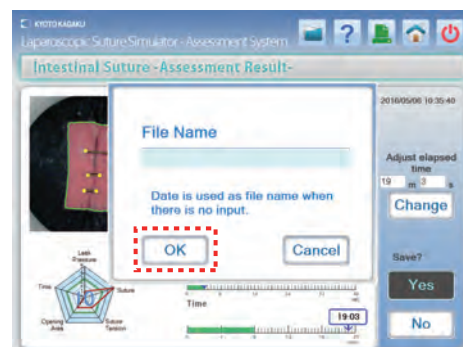 KYOTO KAGAKU
Laparoscopic Suture Simulator - Assessment System
?
Intestinal Suture -Assessment Result-
2016/05/06 10:35:40
File Name
Date is used as file name when
there is no input.
OK
Cancel
Adjust elapsed
time
19 m 3 s
Change
Save?
Yes
No
Leak
Pressure
Time
Suture
Opening
Area
Suture
Tension
Time
19:03